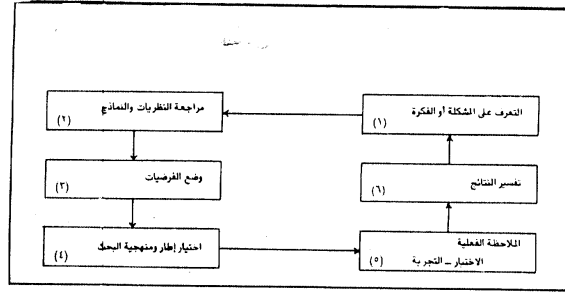 التعرف على المشكلة أو الفكرة
(١)
مراجعة النظريات والنماذج
(٢)
وضع الفرضيات
(٣)
اختيار إطار ومنهجية البحث
(٤)
الملاحظة الفعلية
الاختبار _ التجربة
(٥)
تفسير النتائج
(٦)